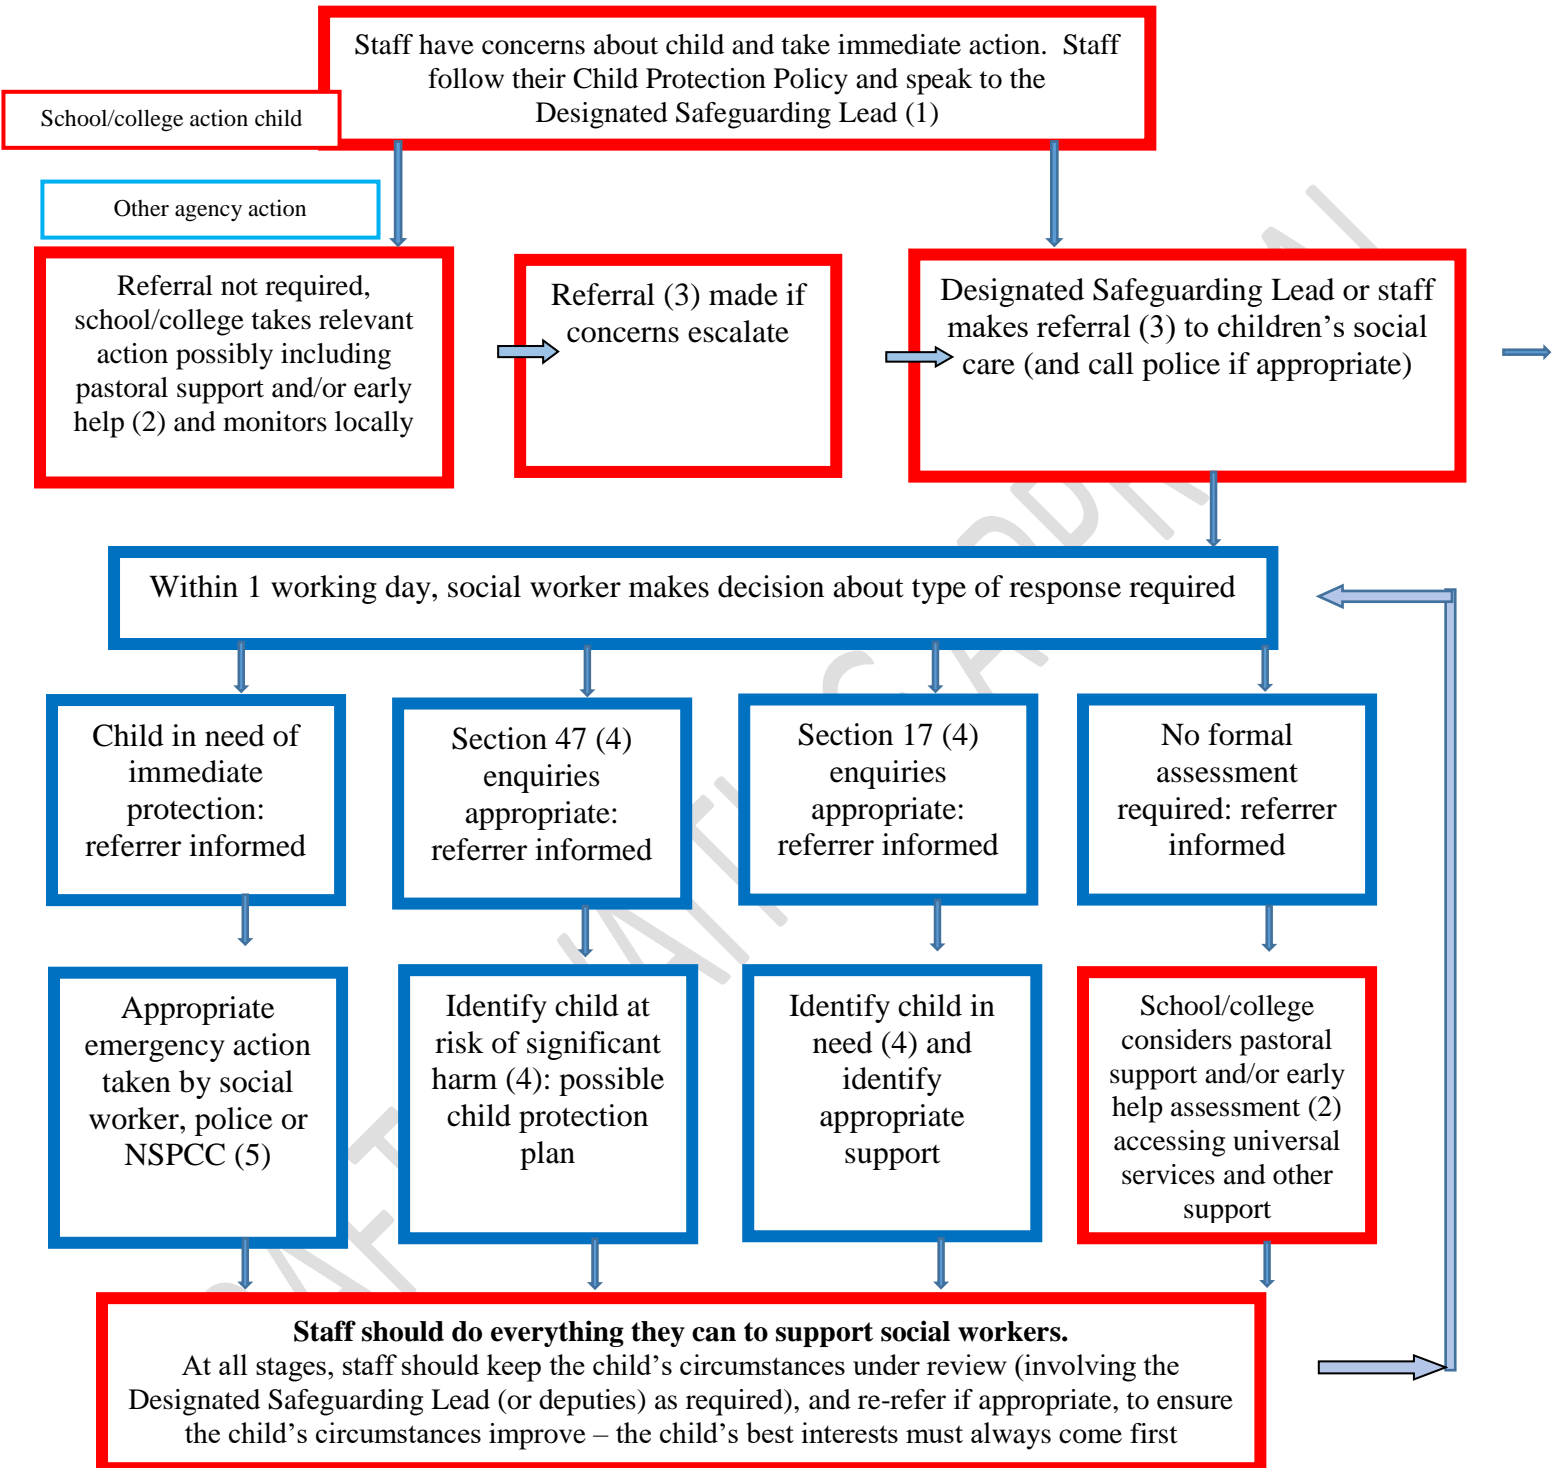 Staff have concerns about child and take immediate action.  Staff
follow their Child Protection Policy and speak to the
Designated Safeguarding Lead (1)
School/college action child
Other agency action
Referral not required,
school/college takes relevant
action possibly including
pastoral support and/or early
help (2) and monitors locally
Referral (3) made if
concerns escalate
Designated Safeguarding Lead or staff
makes referral (3) to children’s social
care (and call police if appropriate)
Within 1 working day, social worker makes decision about type of response required
Child in need of
immediate
protection:
referrer informed
Section 47 (4)
enquiries
appropriate:
referrer informed
Section 17 (4)
enquiries
appropriate:
referrer informed
No formal
assessment
required: referrer
informed
Appropriate
emergency action
taken by social
worker, police or
NSPCC (5)
Identify child at
risk of significant
harm (4): possible
child protection
plan
Identify child in
need (4) and
identify
appropriate
support
School/college
considers pastoral
support and/or early
help assessment (2)
accessing universal
services and other
support
Staff should do everything they can to support social workers.
At all stages, staff should keep the child’s circumstances under review (involving the
Designated Safeguarding Lead (or deputies) as required), and re-refer if appropriate, to ensure
the child’s circumstances improve – the child’s best interests must always come first